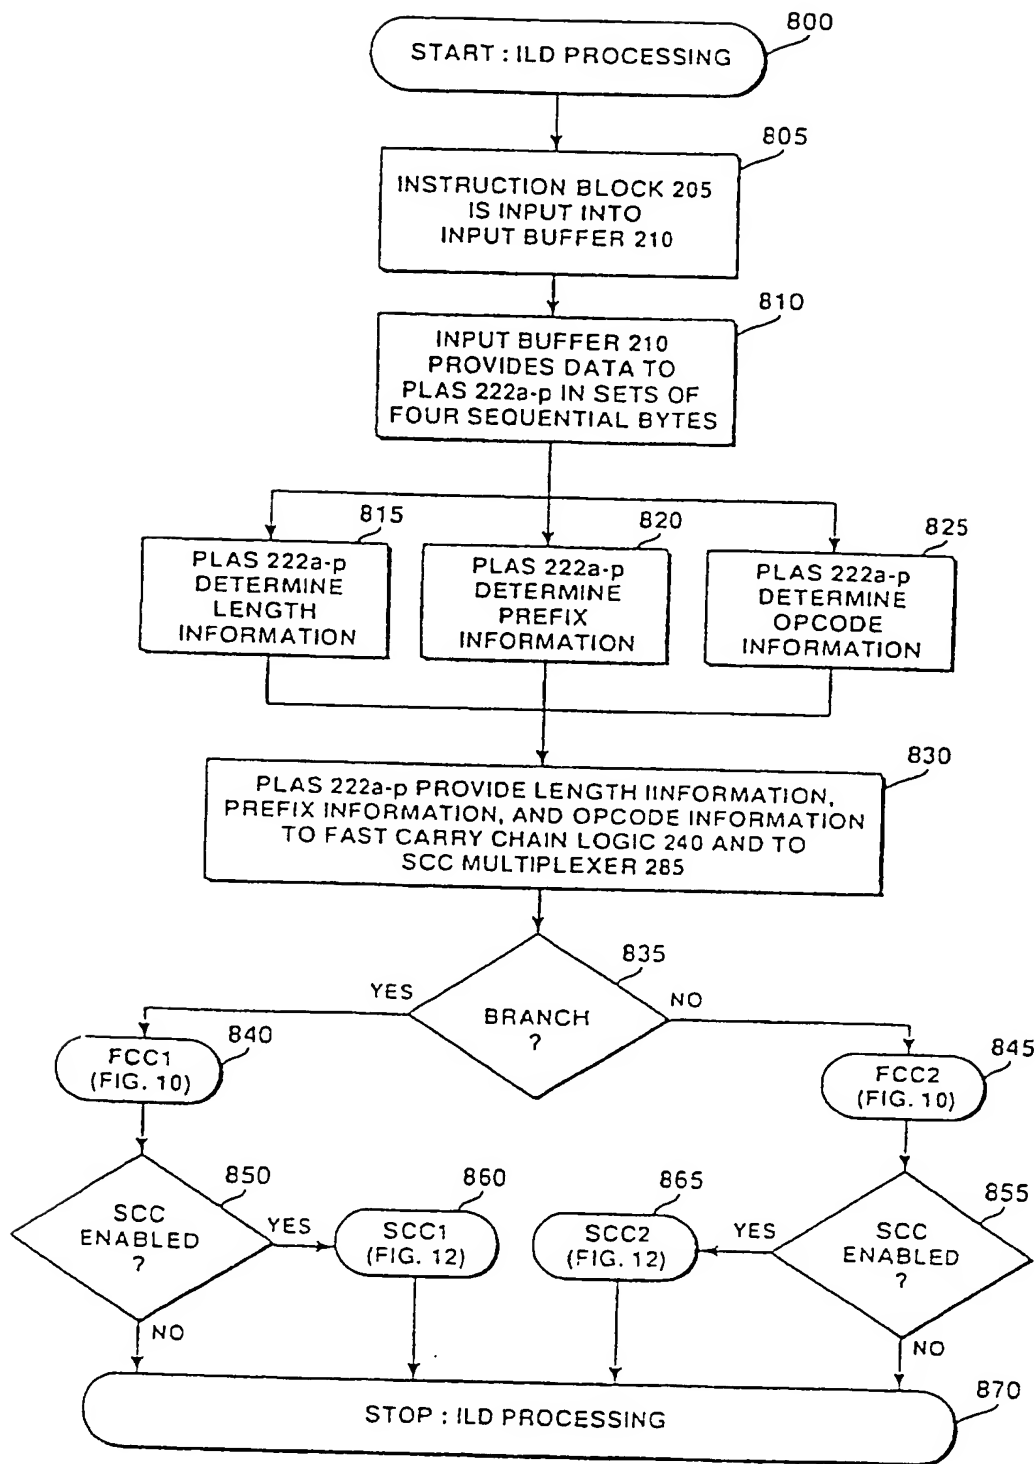 800
START : ILD PROCESSING
805
INSTRUCTION BLOCK 205
IS INPUT INTO
INPUT BUFFER 210
810
INPUT BUFFER 210
PROVIDES DATA TO
PLAS 222a-p IN SETS OF
FOUR SEQUENTIAL BYTES
815
PLAS 222a-p
DETERMINE
LENGTH
INFORMATION
820
PLAS 222a-p
DETERMINE
PREFIX
INFORMATION
825
PLAS 222a-p
DETERMINE
OPCODE
INFORMATION
830
PLAS 222a-p PROVIDE LENGTH IINFORMATION,
PREFIX INFORMATION, AND OPCODE INFORMATION
TO FAST CARRY CHAIN LOGIC 240 AND TO
SCC MULTIPLEXER 285
835
YES
BRANCH
?
NO
840
FCC1
(FIG. 10)
845
FCC2
(FIG. 10)
850
SCC
ENABLED
?
YES
NO
860
SCC1
(FIG. 12)
865
SCC2
(FIG. 12)
855
YES
SCC
ENABLED
?
NO
870
STOP : ILD PROCESSING